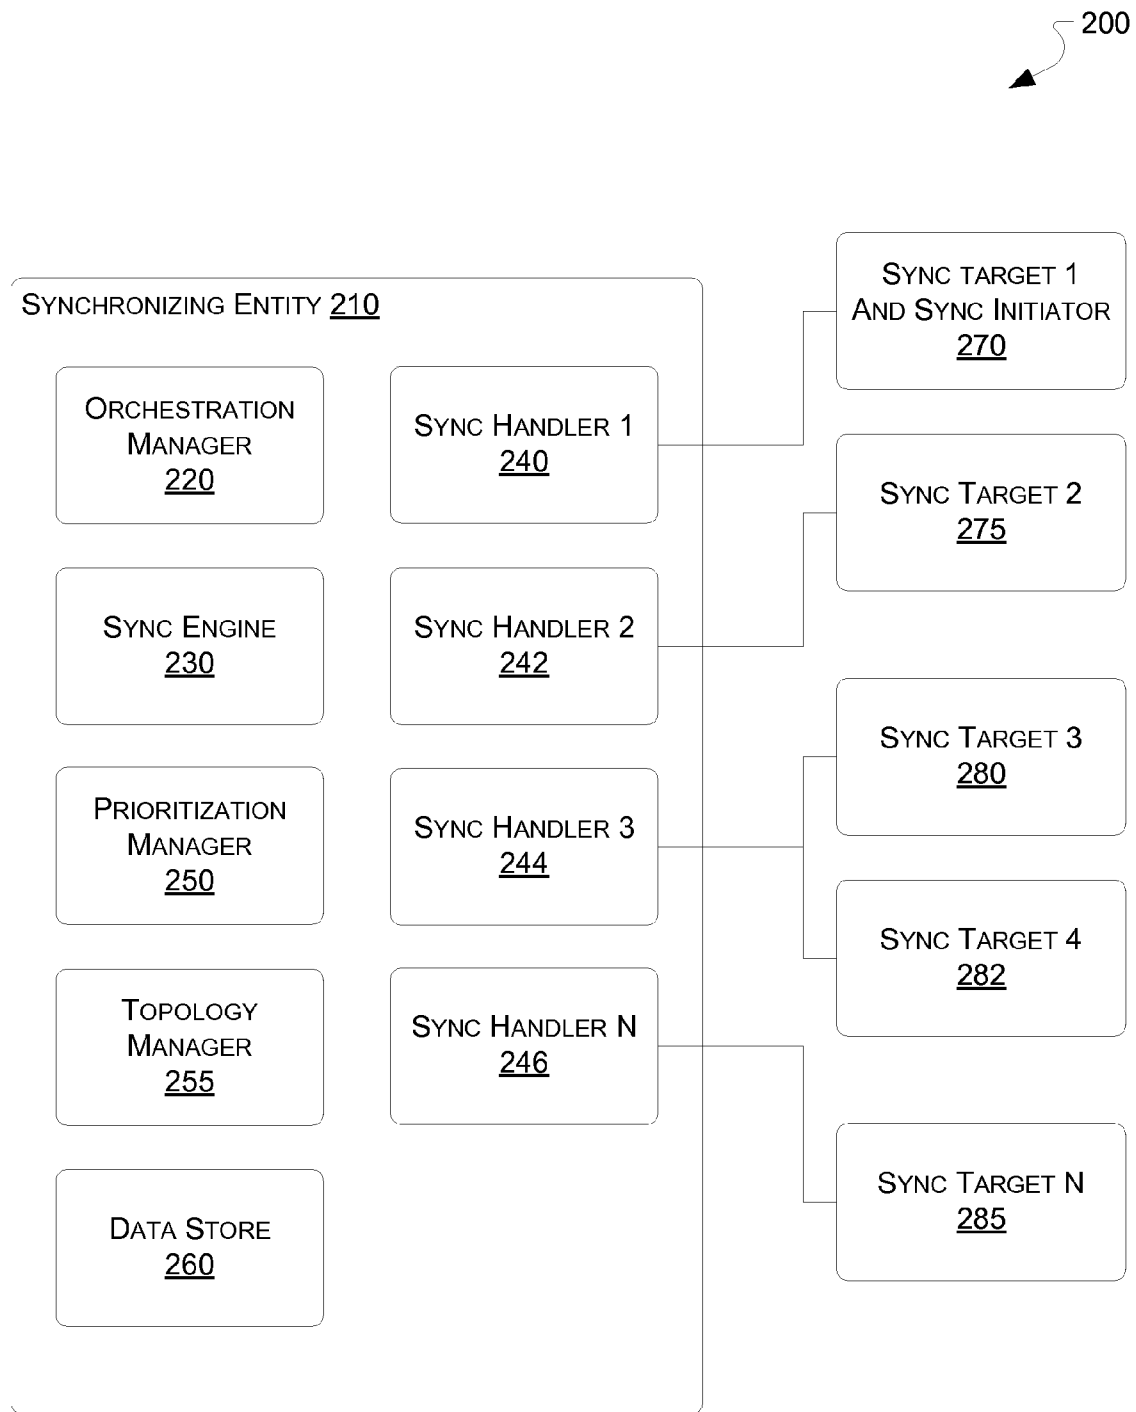 200
SYNCHRONIZING ENTITY 210
ORCHESTRATION
MANAGER
220
SYNC ENGINE
230
PRIORITIZATION
MANAGER
250
TOPOLOGY
MANAGER
255
DATA STORE
260
SYNC HANDLER 1
240
SYNC HANDLER 2
242
SYNC HANDLER 3
244
SYNC HANDLER N
246
SYNC TARGET 1
AND SYNC INITIATOR
270
SYNC TARGET 2
275
SYNC TARGET 3
280
SYNC TARGET 4
282
SYNC TARGET N
285